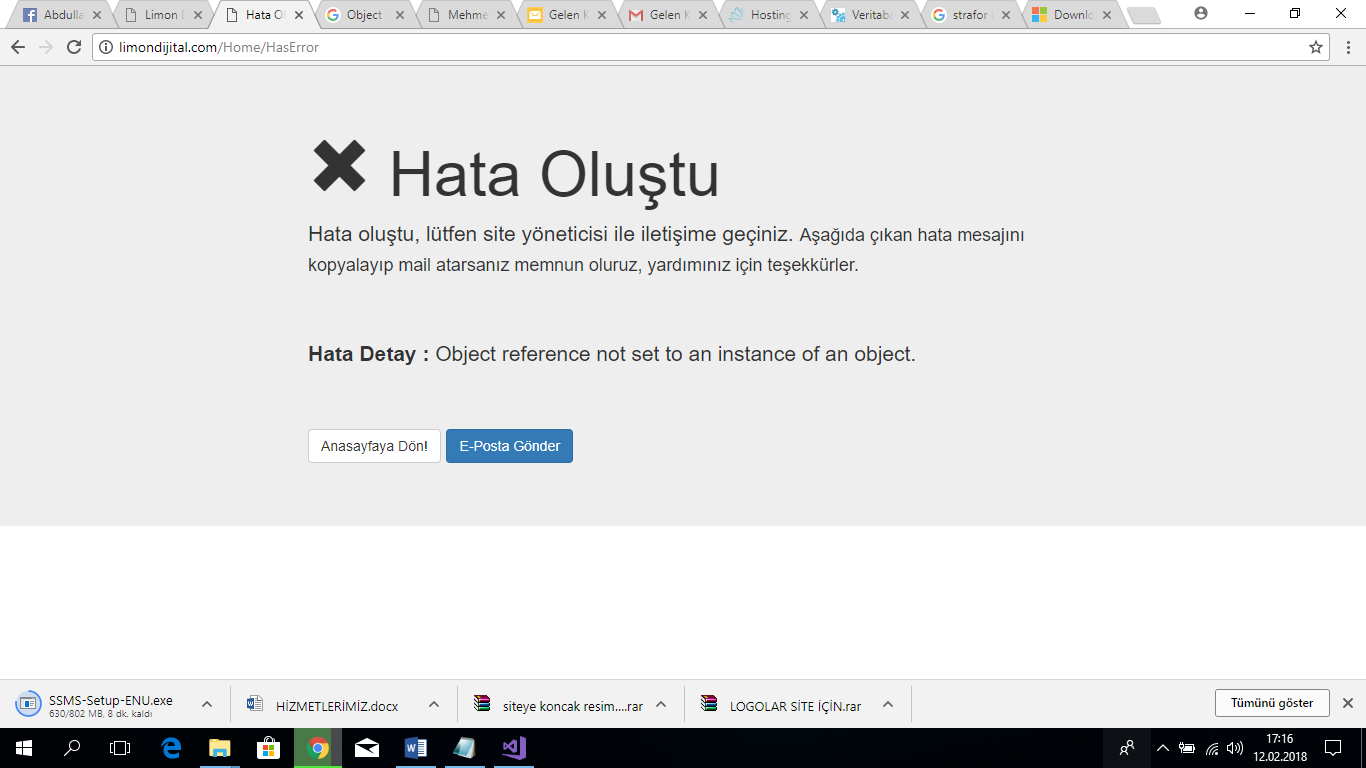 Abdulla
Limon D
Hata Ol
Object
Mehme
Gelen K
Gelen K
Hosting
Veritaba
strafor
Downlo
limondijital.com/Home/HasError
Hata Oluştu
Hata oluştu, lütfen site yöneticisi ile iletişime geçiniz. Aşağıda çıkan hata mesajını
kopyalayıp mail atarsanız memnun oluruz, yardımınız için teşekkürler.
Hata Detay : Object reference not set to an instance of an object.
Anasayfaya Dön!
E-Posta Gönder
SSMS-Setup-ENU.exe
630/802 MB, 8 dk. kaldı
HİZMETLERİMİZ.docx
siteye koncak resim....rar
LOGOLAR SİTE İÇİN.rar
Tümünü göster
17:16
12.02.2018